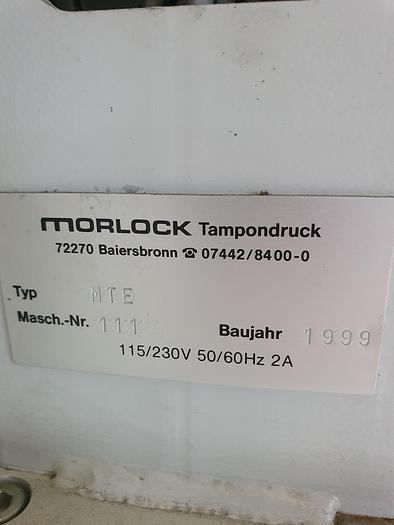 MORLOCK Tampondruck
72270 Baiersbronn ☎ 07442/8400-0
Typ MTE
Masch.-Nr. 111 Baujahr 1999
115/230V 50/60Hz 2A